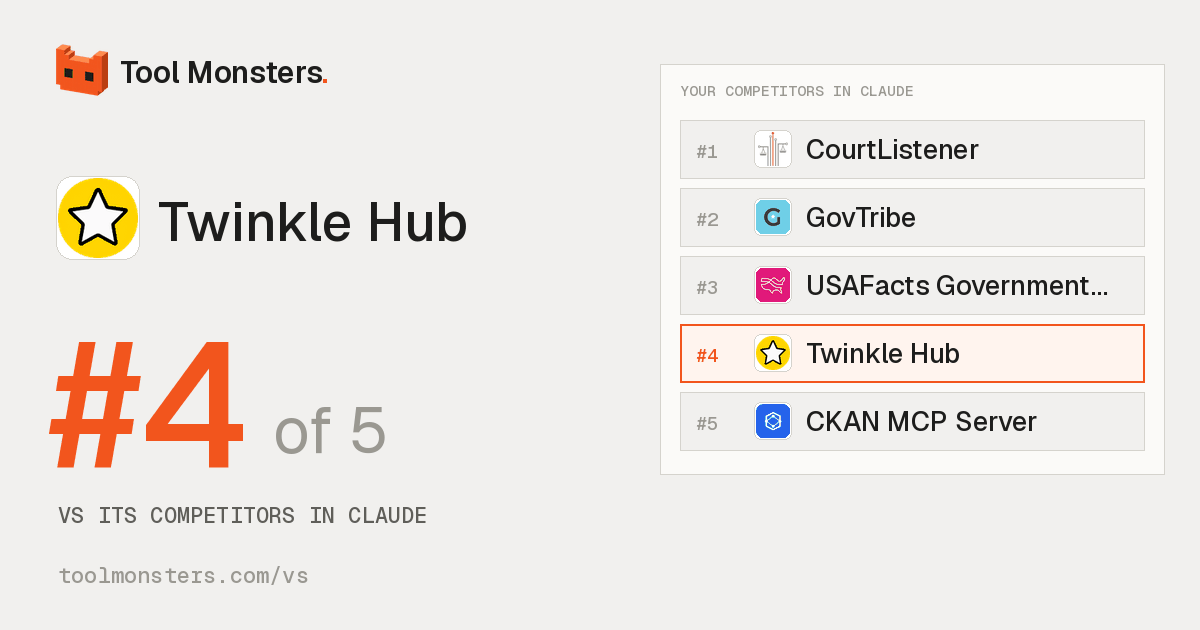 Tool Monsters.
Twinkle Hub
#4 of 5
VS ITS COMPETITORS IN CLAUDE
toolmonsters.com/vs
YOUR COMPETITORS IN CLAUDE
#1 CourtListener
#2 GovTribe
#3 USAFacts Government...
#4 Twinkle Hub
#5 CKAN MCP Server